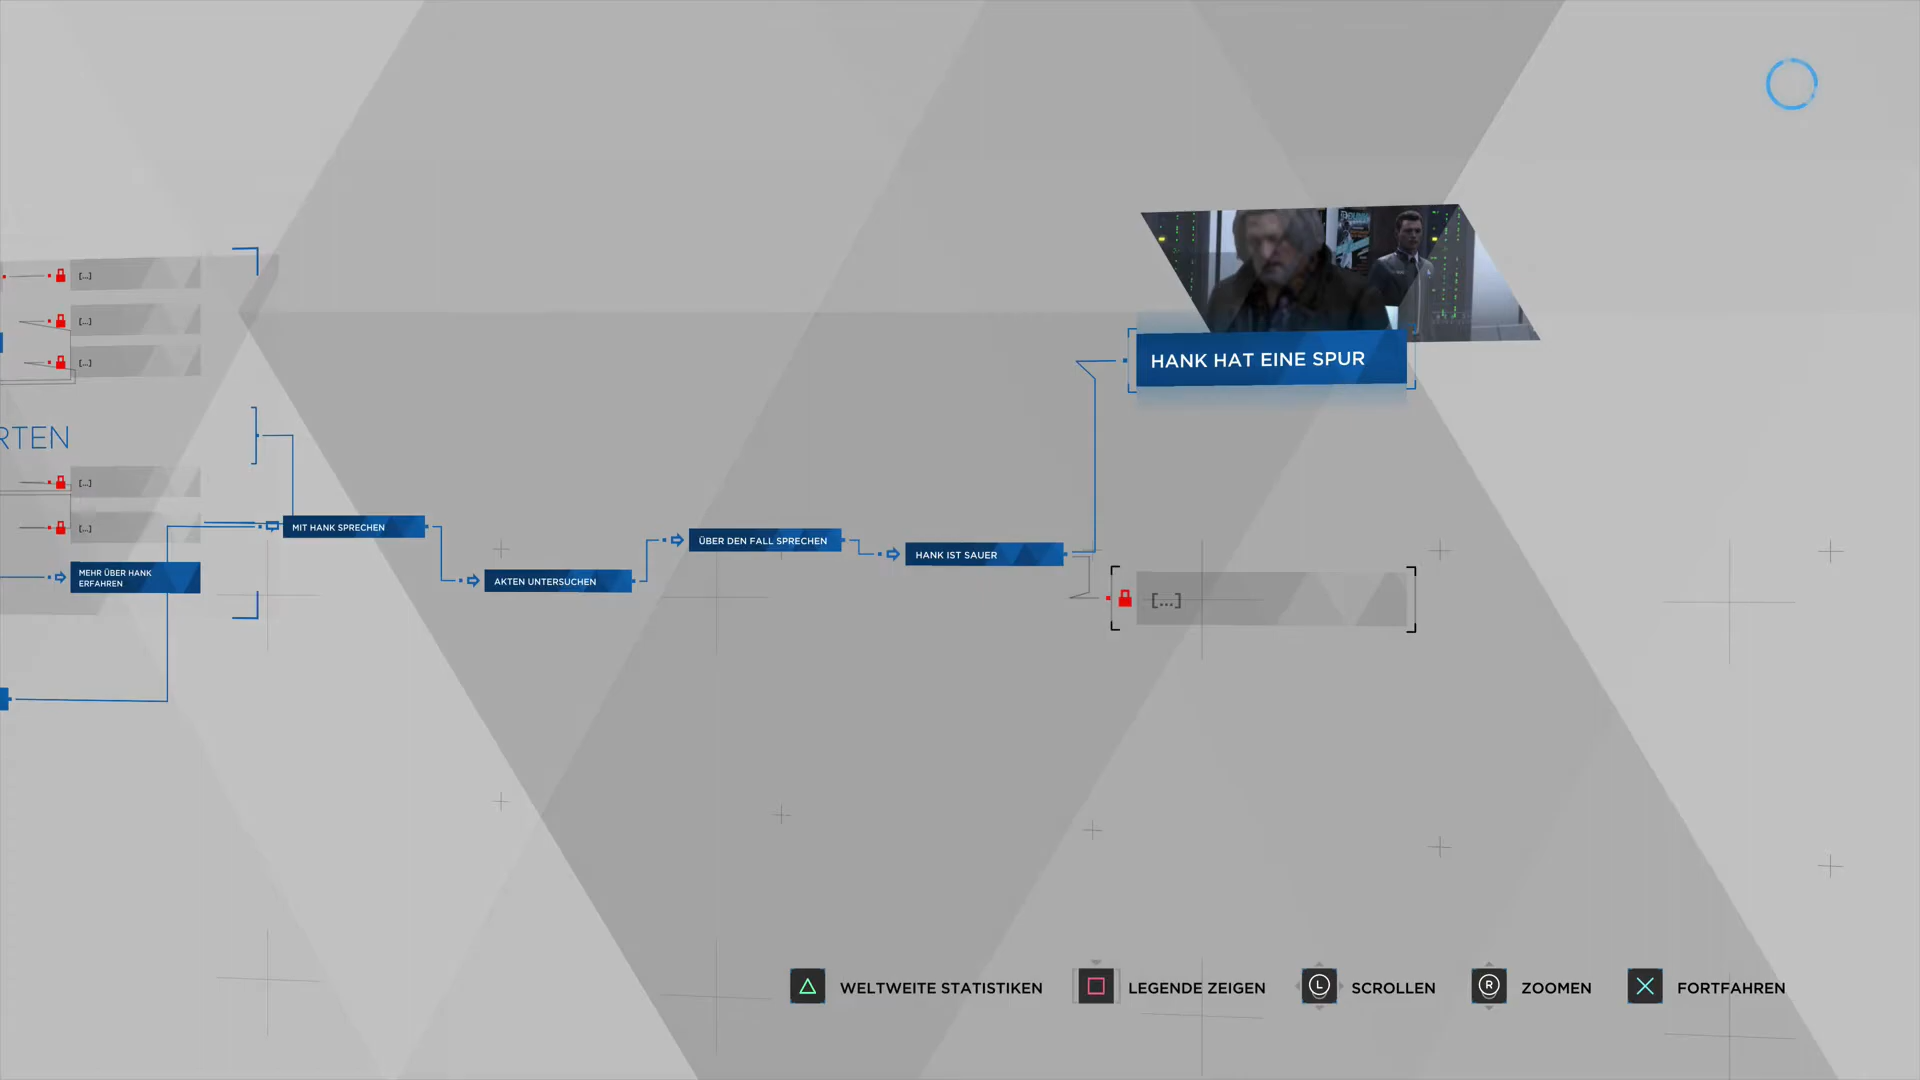 [...]
[...]
[...]
RTEN
[...]
[...]
MEHR ÜBER HANK
ERFAHREN
MIT HANK SPRECHEN
AKTEN UNTERSUCHEN
ÜBER DEN FALL SPRECHEN
HANK IST SAUER
HANK HAT EINE SPUR
[...]
WELTWEITE STATISTIKEN
LEGENDE ZEIGEN
L
SCROLLEN
R
ZOOMEN
FORTFAHREN